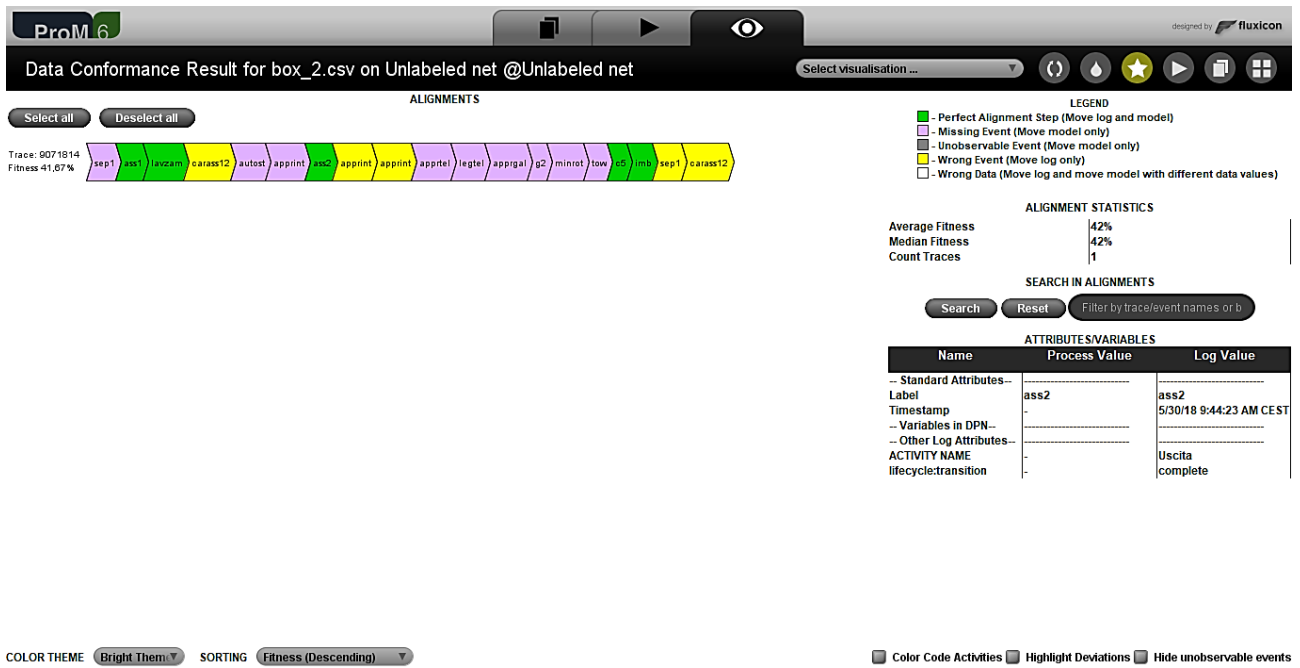 ProM 6
designed by fluxicon
Data Conformance Result for box_2.csv on Unlabeled net @Unlabeled net
Select visualisation ...
ALIGNMENTS
Select all
Deselect all
Trace: 9071814
Fitness 41,67%
sep1 ass1 lavzam carass12 autost apprint ass2 apprint apprint apprtel legtel apprgal g2 minrot tow c5 imb sep1 carass12
LEGEND
- Perfect Alignment Step (Move log and model)
- Missing Event (Move model only)
- Unobservable Event (Move model only)
- Wrong Event (Move log only)
- Wrong Data (Move log and move model with different data values)
ALIGNMENT STATISTICS
Average Fitness 42%
Median Fitness 42%
Count Traces 1
SEARCH IN ALIGNMENTS
Search Reset Filter by trace/event names or b
ATTRIBUTES/VARIABLES
Name Process Value Log Value
-- Standard Attributes-- ---------------------------- ----------------------------
Label ass2 ass2
Timestamp - 5/30/18 9:44:23 AM CEST
-- Variables in DPN-- ---------------------------- ----------------------------
-- Other Log Attributes-- ---------------------------- ----------------------------
ACTIVITY NAME - Uscita
lifecycle:transition - complete
COLOR THEME Bright Them SORTING Fitness (Descending)
Color Code Activities Highlight Deviations Hide unobservable events